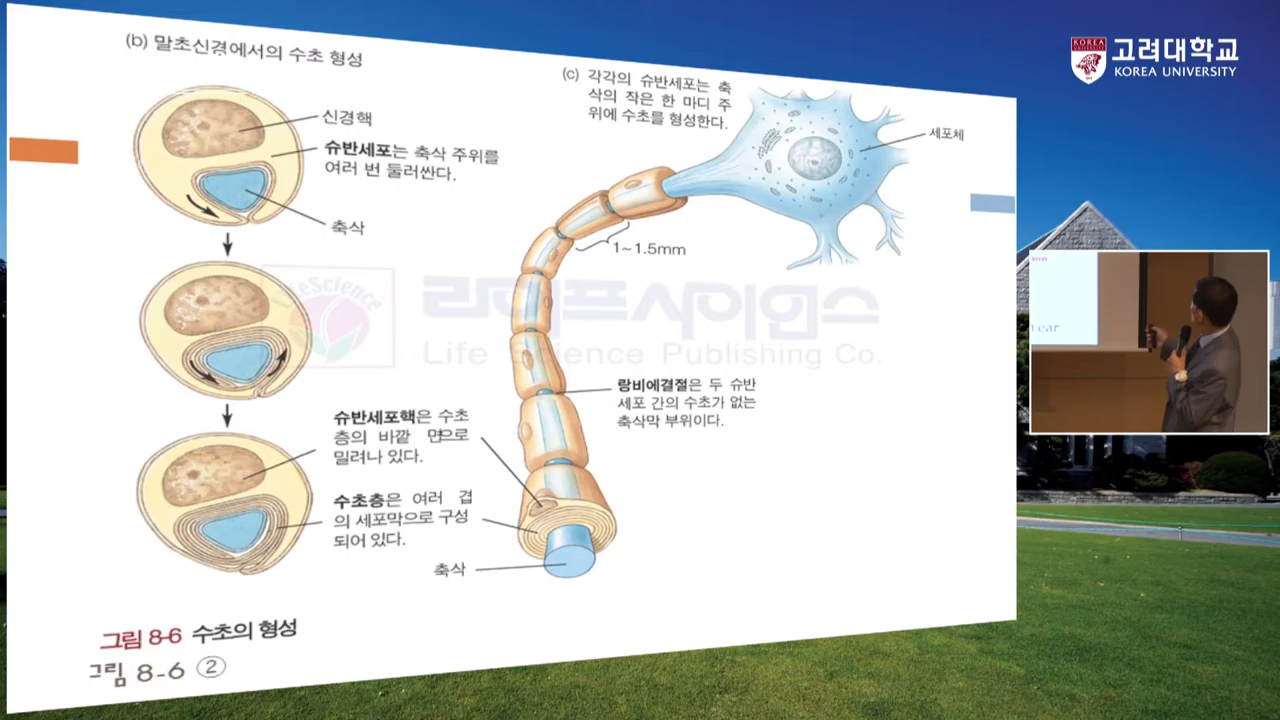 (b) 말초신경에서의 수초 형성
신경핵
슈반세포는 축삭 주위를
여러 번 둘러싼다.
축삭
슈반세포핵은 수초
층의 바깥 면으로
밀려나 있다.
수초층은 여러 겹
의 세포막으로 구성
되어 있다.
축삭
(c) 각각의 슈반세포는 축
삭의 작은 한 마디 주
위에 수초를 형성한다.
세포체
1~1.5mm
랑비에결절은 두 슈반
세포 간의 수초가 없는
축삭막 부위이다.
LifeScience
라이프사이언스
Life Science Publishing Co.
그림 8-6 수초의 형성
그림 8-6 ②
KOREA
고려대학교
KOREA UNIVERSITY